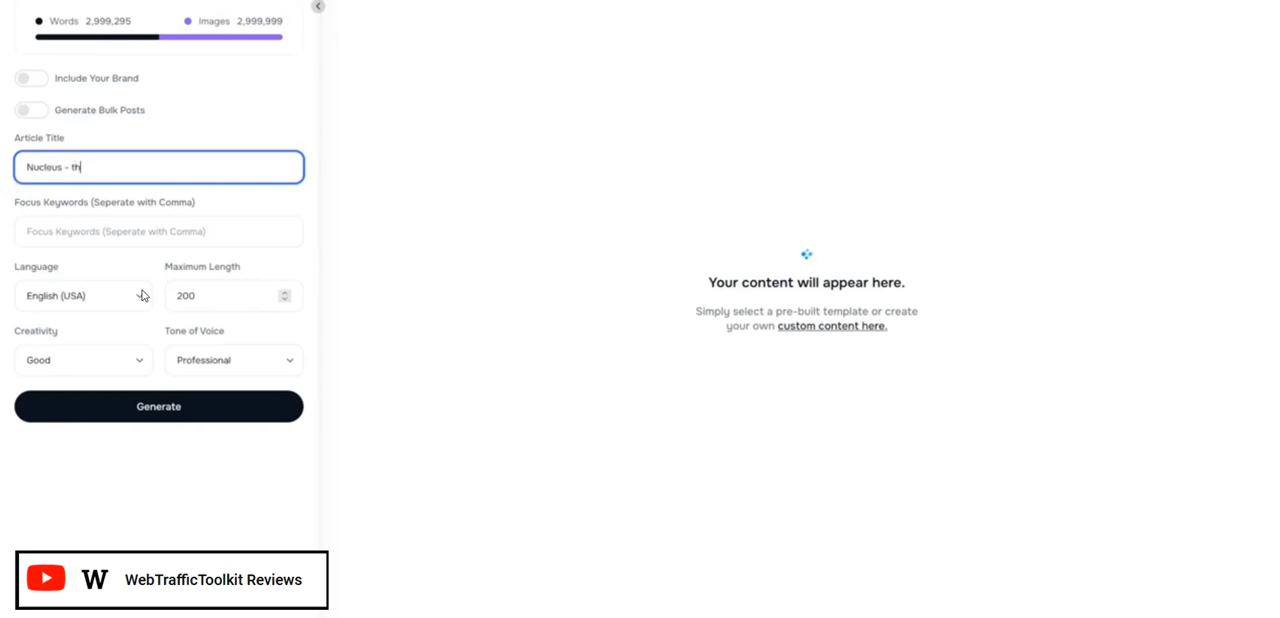 Words 2,999,295 Images 2,999,999
Include Your Brand
Generate Bulk Posts
Article Title
Nucleus - th
Focus Keywords (Seperate with Comma)
Focus Keywords (Seperate with Comma)
Language Maximum Length
English (USA) 200
Creativity Tone of Voice
Good Professional
Generate
Your content will appear here.
Simply select a pre-built template or create
your own custom content here.
W WebTrafficToolkit Reviews